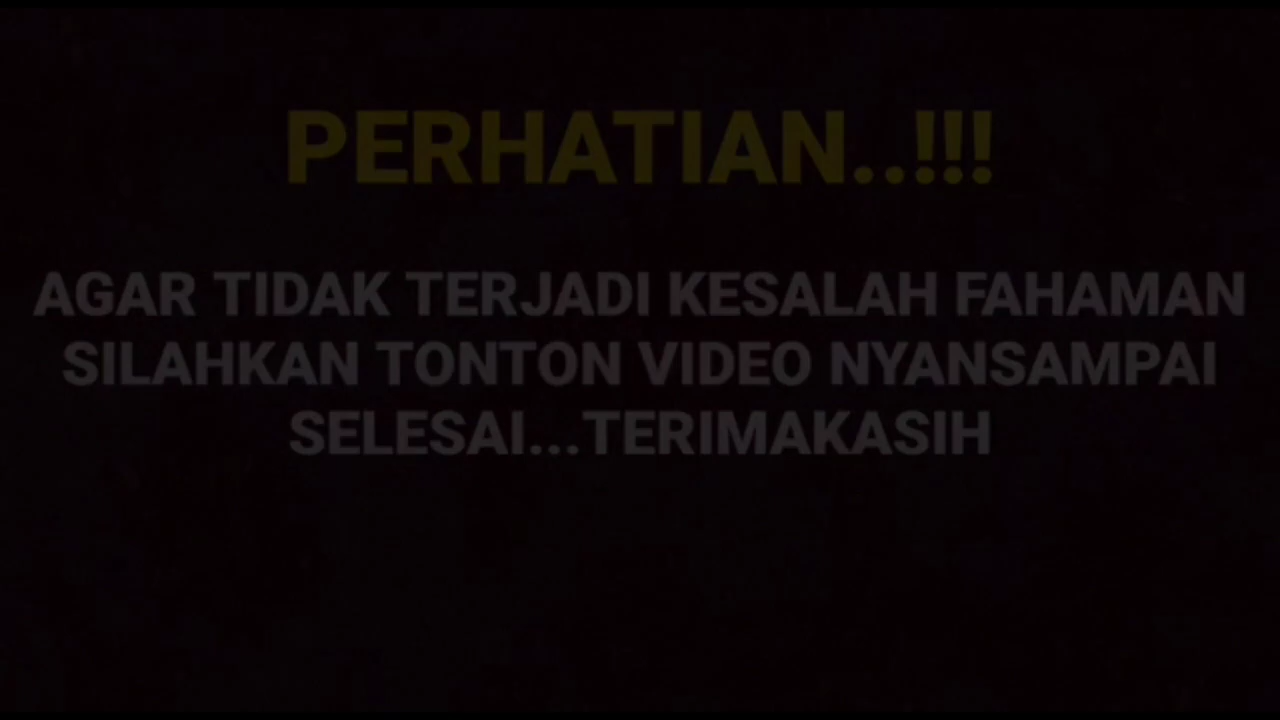 PERHATIAN..!!!
AGAR TIDAK TERJADI KESALAH FAHAMAN
SILAHKAN TONTON VIDEO NYANSAMPAI
SELESAI...TERIMAKASIH